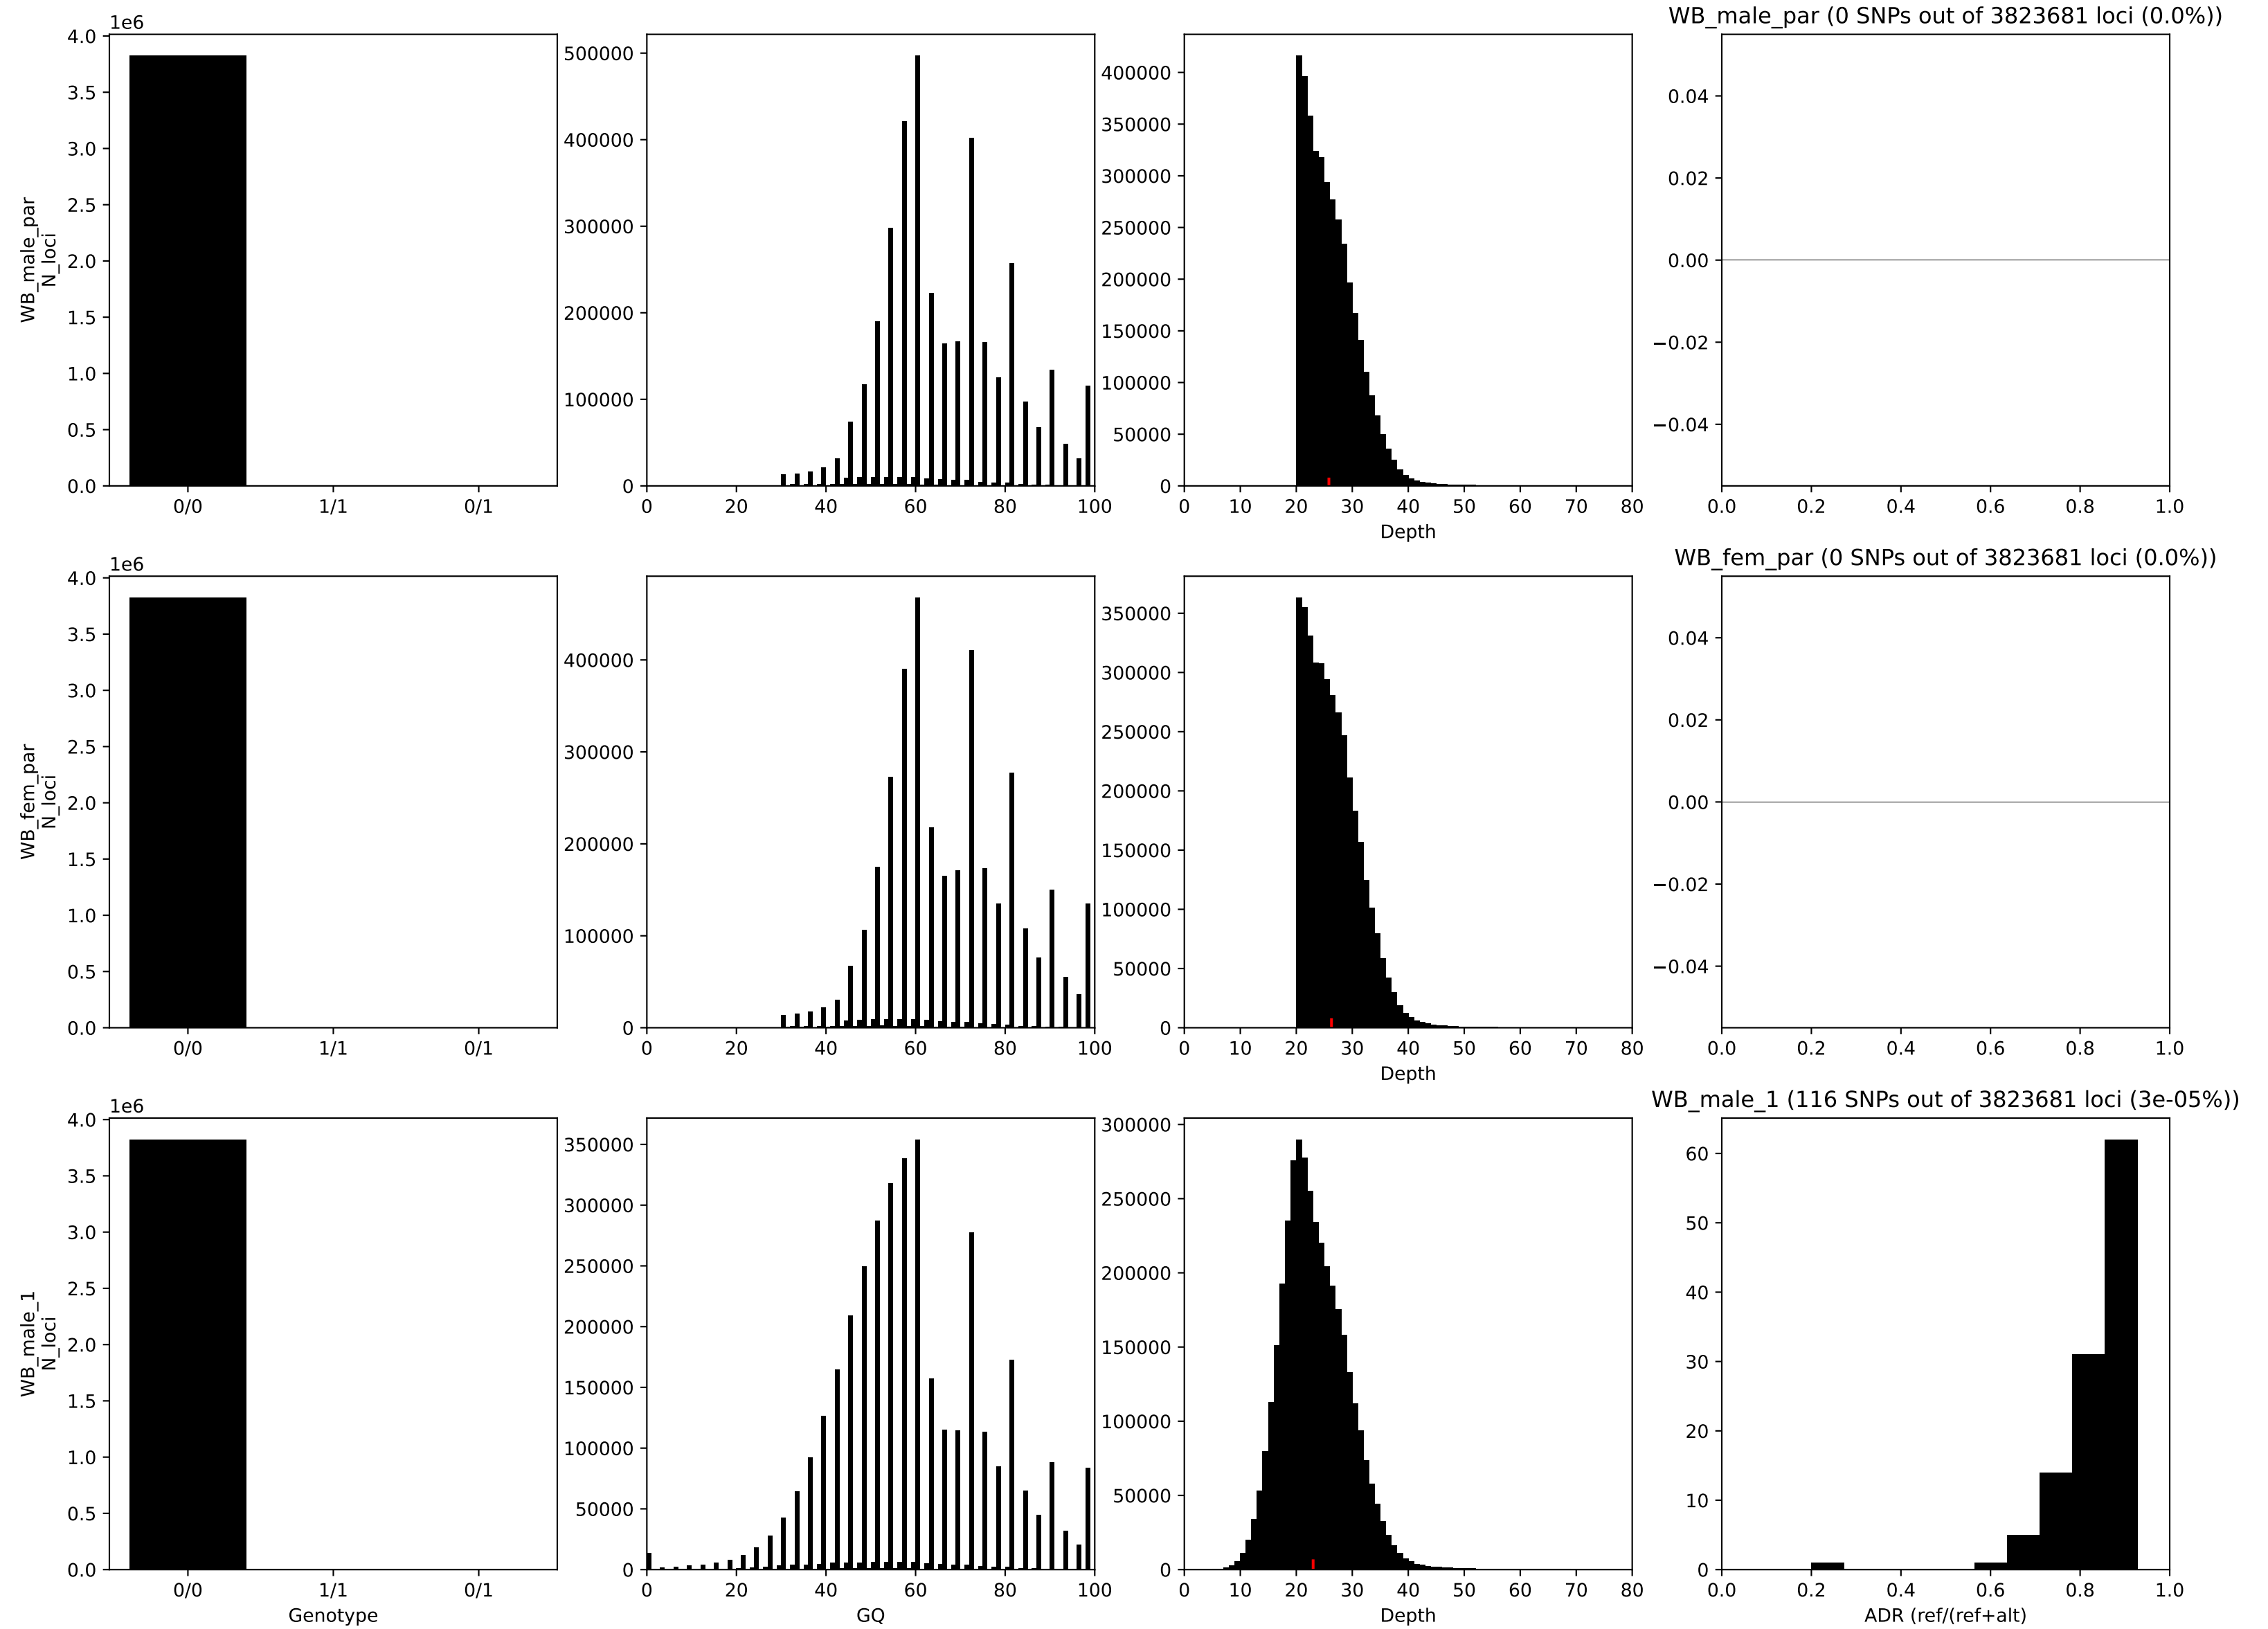 WB_male_par (0 SNPs out of 3823681 loci (0.0%))
1e6
4.0
3.5
3.0
2.5
2.0
1.5
1.0
0.5
0.0
WB_male_par
N_loci
0/0 1/1 0/1
500000
400000
300000
200000
100000
0
0 20 40 60 80 100
400000
350000
300000
250000
200000
150000
100000
50000
0
0 10 20 30 40 50 60 70 80
Depth
0.04
0.02
0.00
−0.02
−0.04
0.0 0.2 0.4 0.6 0.8 1.0
WB_fem_par (0 SNPs out of 3823681 loci (0.0%))
1e6
4.0
3.5
3.0
2.5
2.0
1.5
1.0
0.5
0.0
WB_fem_par
N_loci
0/0 1/1 0/1
400000
300000
200000
100000
0
0 20 40 60 80 100
350000
300000
250000
200000
150000
100000
50000
0
0 10 20 30 40 50 60 70 80
Depth
0.04
0.02
0.00
−0.02
−0.04
0.0 0.2 0.4 0.6 0.8 1.0
WB_male_1 (116 SNPs out of 3823681 loci (3e-05%))
1e6
4.0
3.5
3.0
2.5
2.0
1.5
1.0
0.5
0.0
WB_male_1
N_loci
0/0 1/1 0/1
Genotype
350000
300000
250000
200000
150000
100000
50000
0
0 20 40 60 80 100
GQ
300000
250000
200000
150000
100000
50000
0
0 10 20 30 40 50 60 70 80
Depth
60
50
40
30
20
10
0
0.0 0.2 0.4 0.6 0.8 1.0
ADR (ref/(ref+alt)